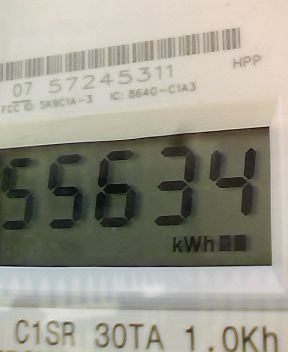 07 57245311
HPP
FCC ID: SK9C1A-3 IC: 864G-C1A3
55634
kWh
C1SR 30TA 1.0Kh